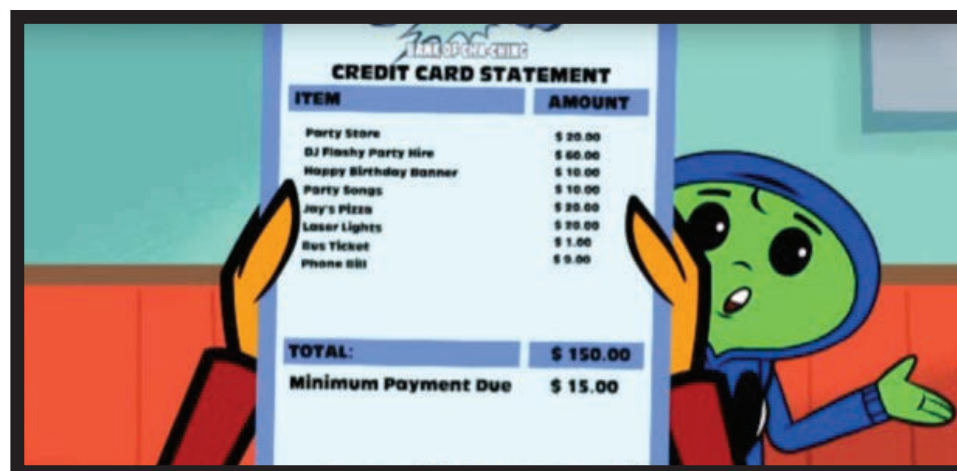 BANK OF CHA-CHING
CREDIT CARD STATEMENT
ITEM AMOUNT
Party Store $ 20.00
DJ Flashy Party Hire $ 60.00
Happy Birthday Banner $ 10.00
Party Songs $ 10.00
Jay's Pizza $ 20.00
Laser Lights $ 20.00
Bus Ticket $ 1.00
Phone Bill $ 9.00
TOTAL: $ 150.00
Minimum Payment Due $ 15.00